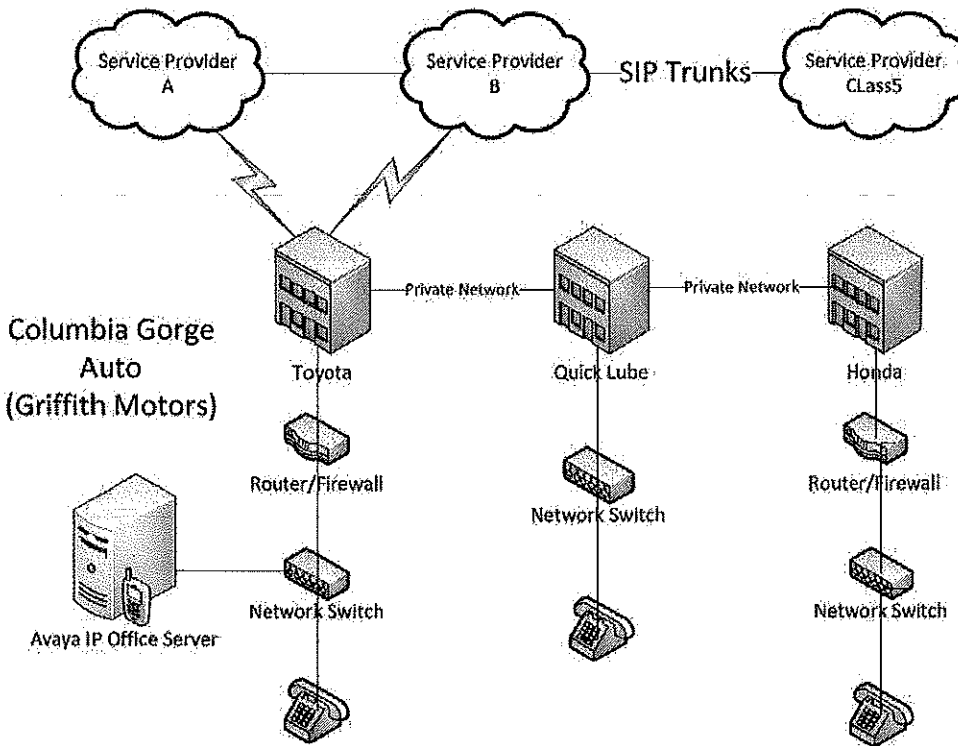 Service Provider
A
Service Provider
B
SIP Trunks
Service Provider
CLass5
Private Network
Private Network
Columbia Gorge
Auto
(Griffith Motors)
Toyota
Quick Lube
Honda
Router/Firewall
Network Switch
Router/Firewall
Avaya IP Office Server
Network Switch
Network Switch